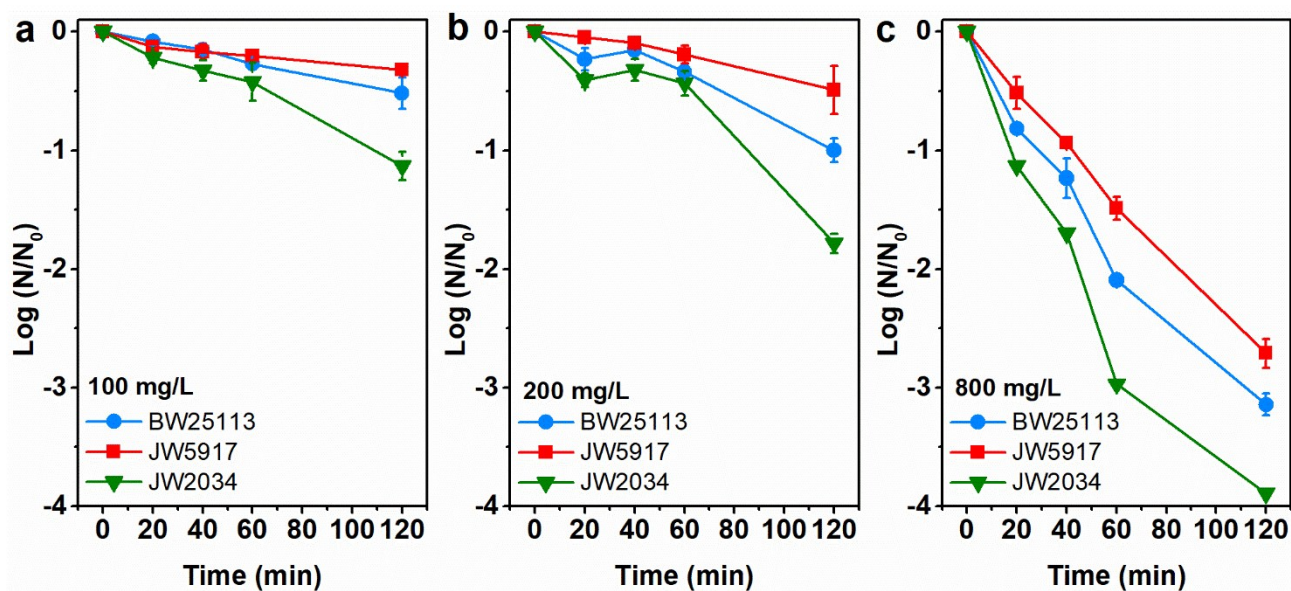 a
0
-1
-2
-3
-4
Log (N/N0)
100 mg/L
BW25113
JW5917
JW2034
0 20 40 60 80 100 120
Time (min)
b
0
-1
-2
-3
-4
Log (N/N0)
200 mg/L
BW25113
JW5917
JW2034
0 20 40 60 80 100 120
Time (min)
c
0
-1
-2
-3
-4
Log (N/N0)
800 mg/L
BW25113
JW5917
JW2034
0 20 40 60 80 100 120
Time (min)